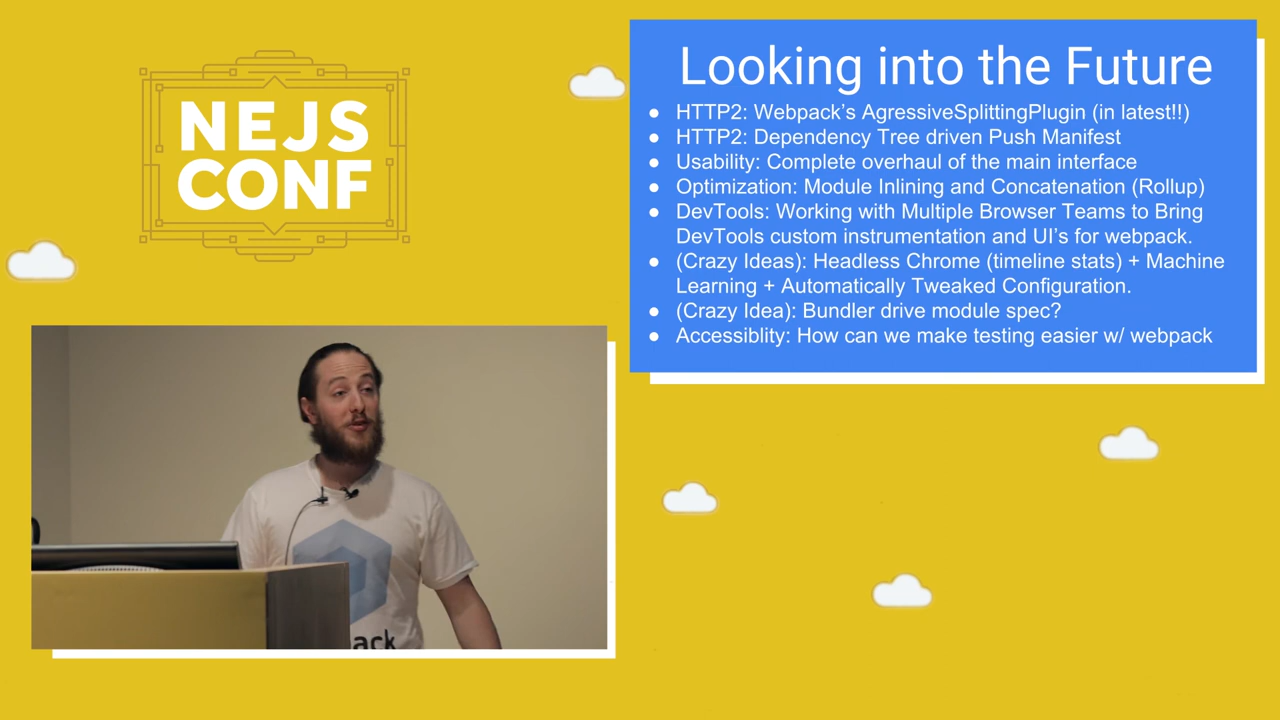 NEJS
CONF
Looking into the Future
● HTTP2: Webpack's AgressiveSplittingPlugin (in latest!!)
● HTTP2: Dependency Tree driven Push Manifest
● Usability: Complete overhaul of the main interface
● Optimization: Module Inlining and Concatenation (Rollup)
● DevTools: Working with Multiple Browser Teams to Bring
DevTools custom instrumentation and UI's for webpack.
● (Crazy Ideas): Headless Chrome (timeline stats) + Machine
Learning + Automatically Tweaked Configuration.
● (Crazy Idea): Bundler drive module spec?
● Accessiblity: How can we make testing easier w/ webpack
ack